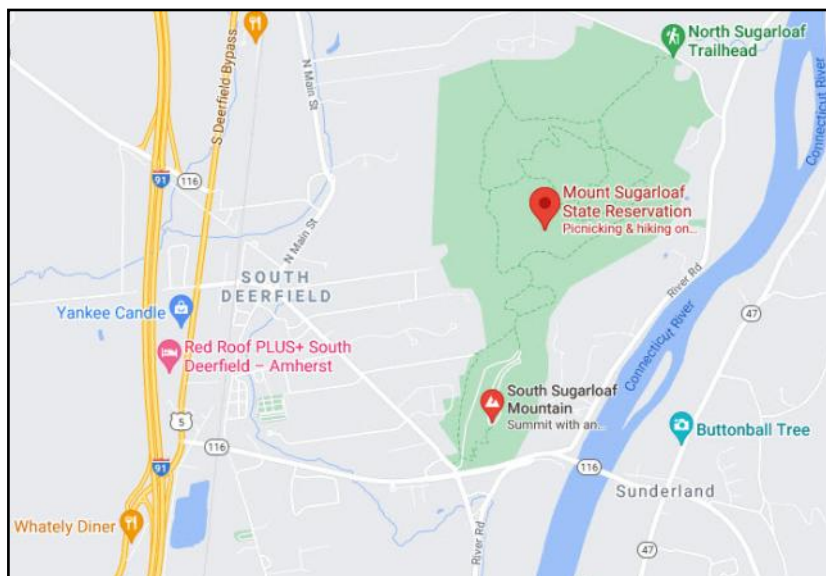 North Sugarloaf
Trailhead
Connecticut River
S Deerfield Bypass
N Main St
91
116
Mount Sugarloaf
State Reservation
Picnicking & hiking on...
N Main St
SOUTH
DEERFIELD
River Rd
Yankee Candle
47
Connecticut River
Red Roof PLUS+ South
Deerfield – Amherst
South Sugarloaf
Mountain
Summit with an...
5
Buttonball Tree
116
91
116
Sunderland
Whately Diner
River Rd
47